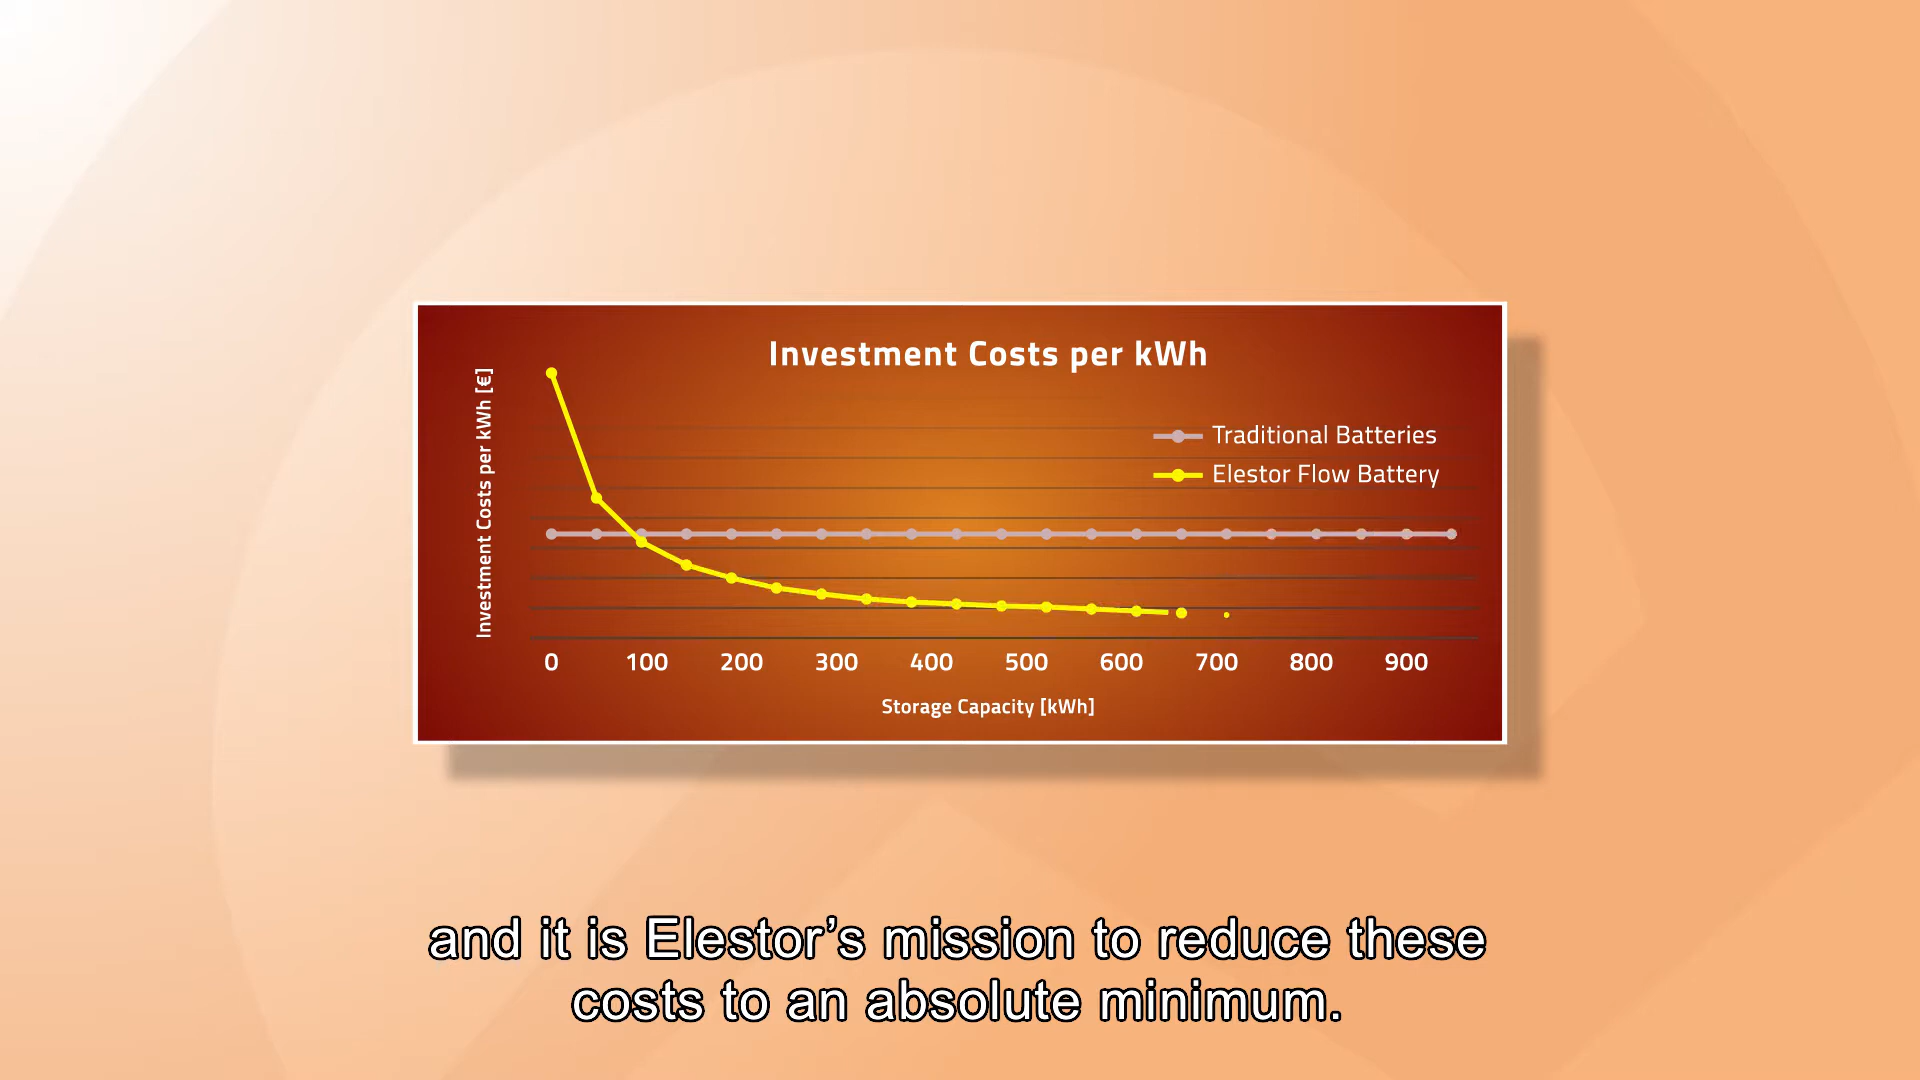 Investment Costs per kWh
Investment Costs per kWh [€]
Traditional Batteries
Elestor Flow Battery
0 100 200 300 400 500 600 700 800 900
Storage Capacity [kWh]
and it is Elestor’s mission to reduce these
costs to an absolute minimum.